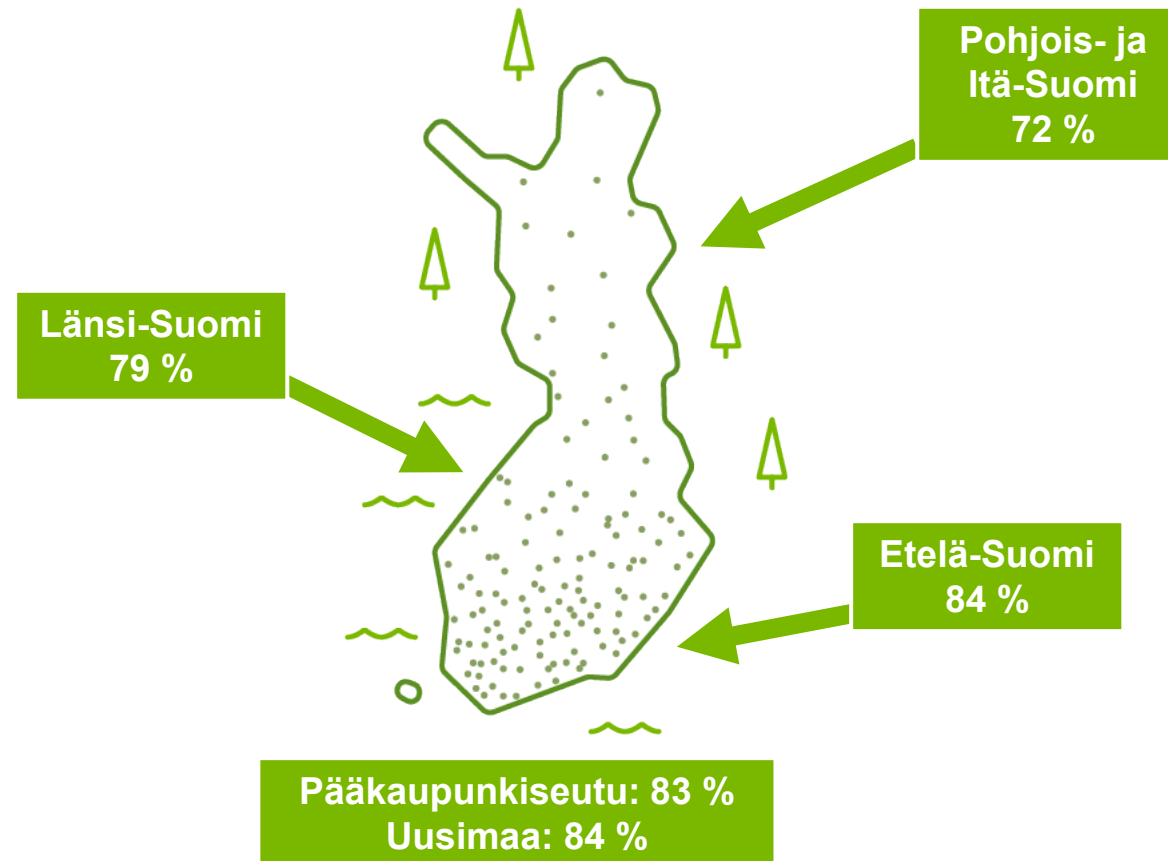 Pohjois- ja
Itä-Suomi
72 %
Länsi-Suomi
79 %
Etelä-Suomi
84 %
Pääkaupunkiseutu: 83 %
Uusimaa: 84 %